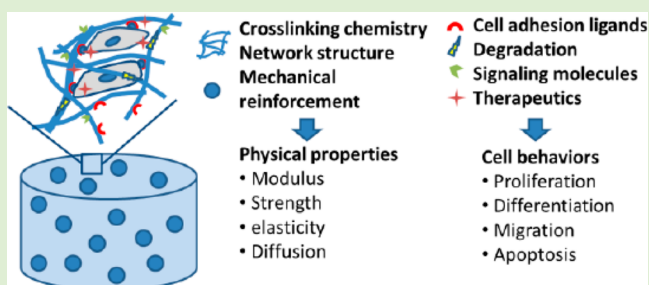 Crosslinking chemistry
Network structure
Mechanical
reinforcement
Physical properties
• Modulus
• Strength
• elasticity
• Diffusion
Cell adhesion ligands
Degradation
Signaling molecules
Therapeutics
Cell behaviors
• Proliferation
• Differentiation
• Migration
• Apoptosis